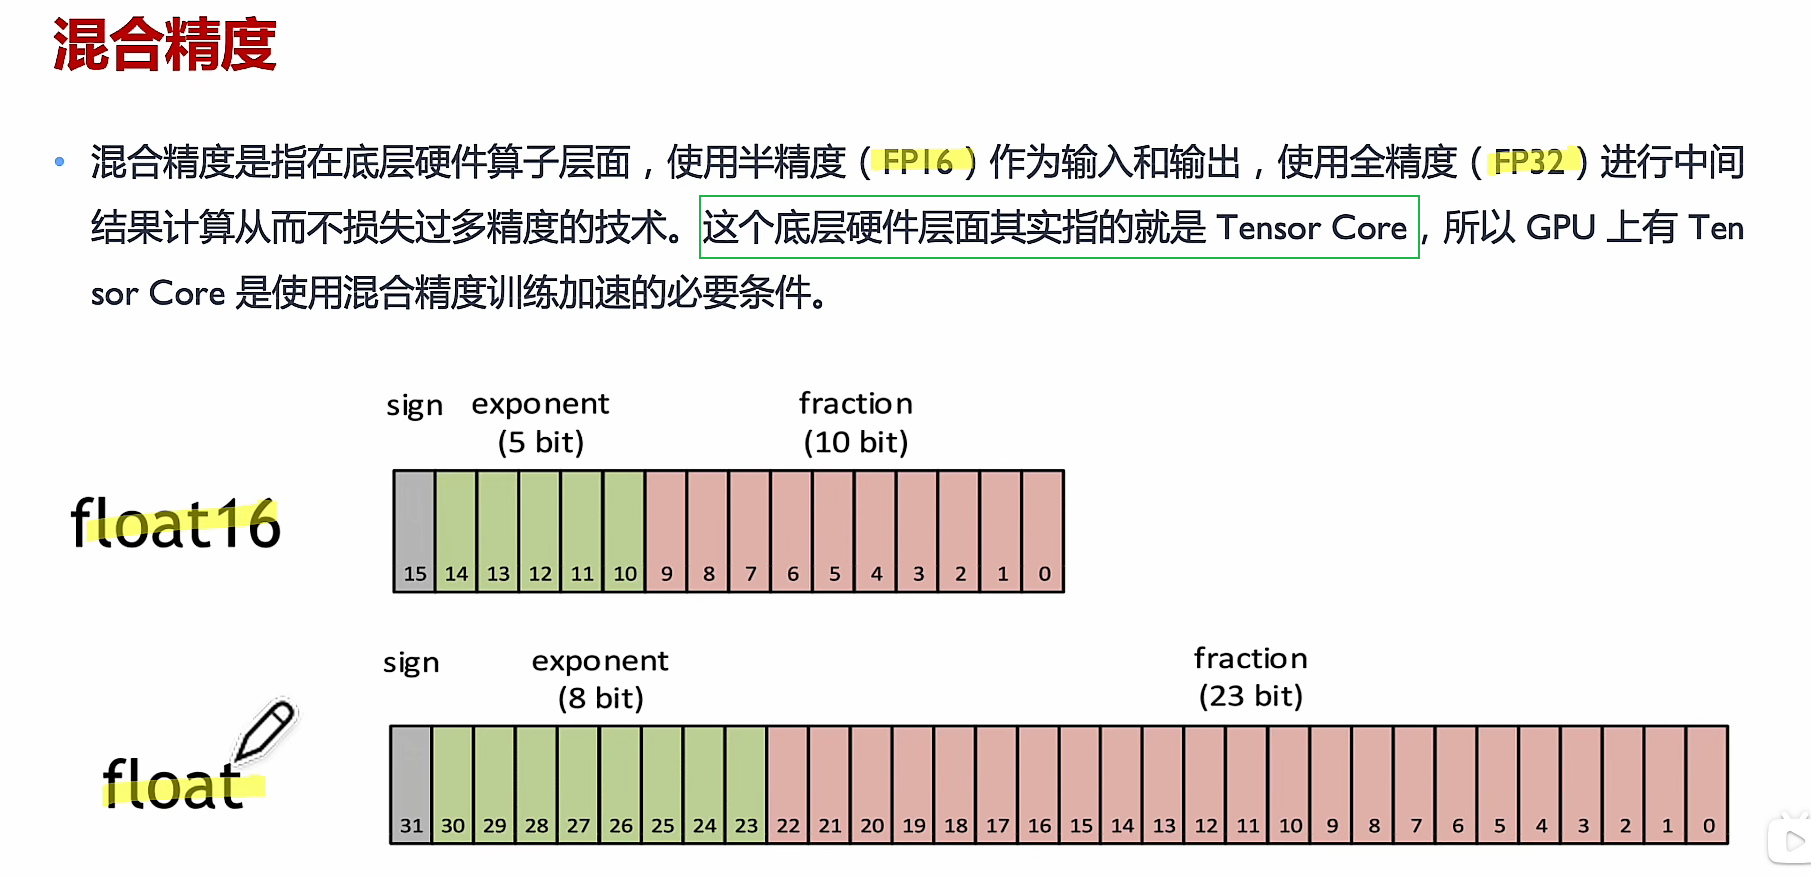 混合精度
• 混合精度是指在底层硬件算子层面，使用半精度（FP16）作为输入和输出，使用全精度（FP32）进行中间
结果计算从而不损失过多精度的技术。这个底层硬件层面其实指的就是 Tensor Core，所以 GPU 上有 Ten
sor Core 是使用混合精度训练加速的必要条件。
sign exponent fraction
(5 bit) (10 bit)
float16
15 14 13 12 11 10 9 8 7 6 5 4 3 2 1 0
sign exponent fraction
(8 bit) (23 bit)
float
31 30 29 28 27 26 25 24 23 22 21 20 19 18 17 16 15 14 13 12 11 10 9 8 7 6 5 4 3 2 1 0